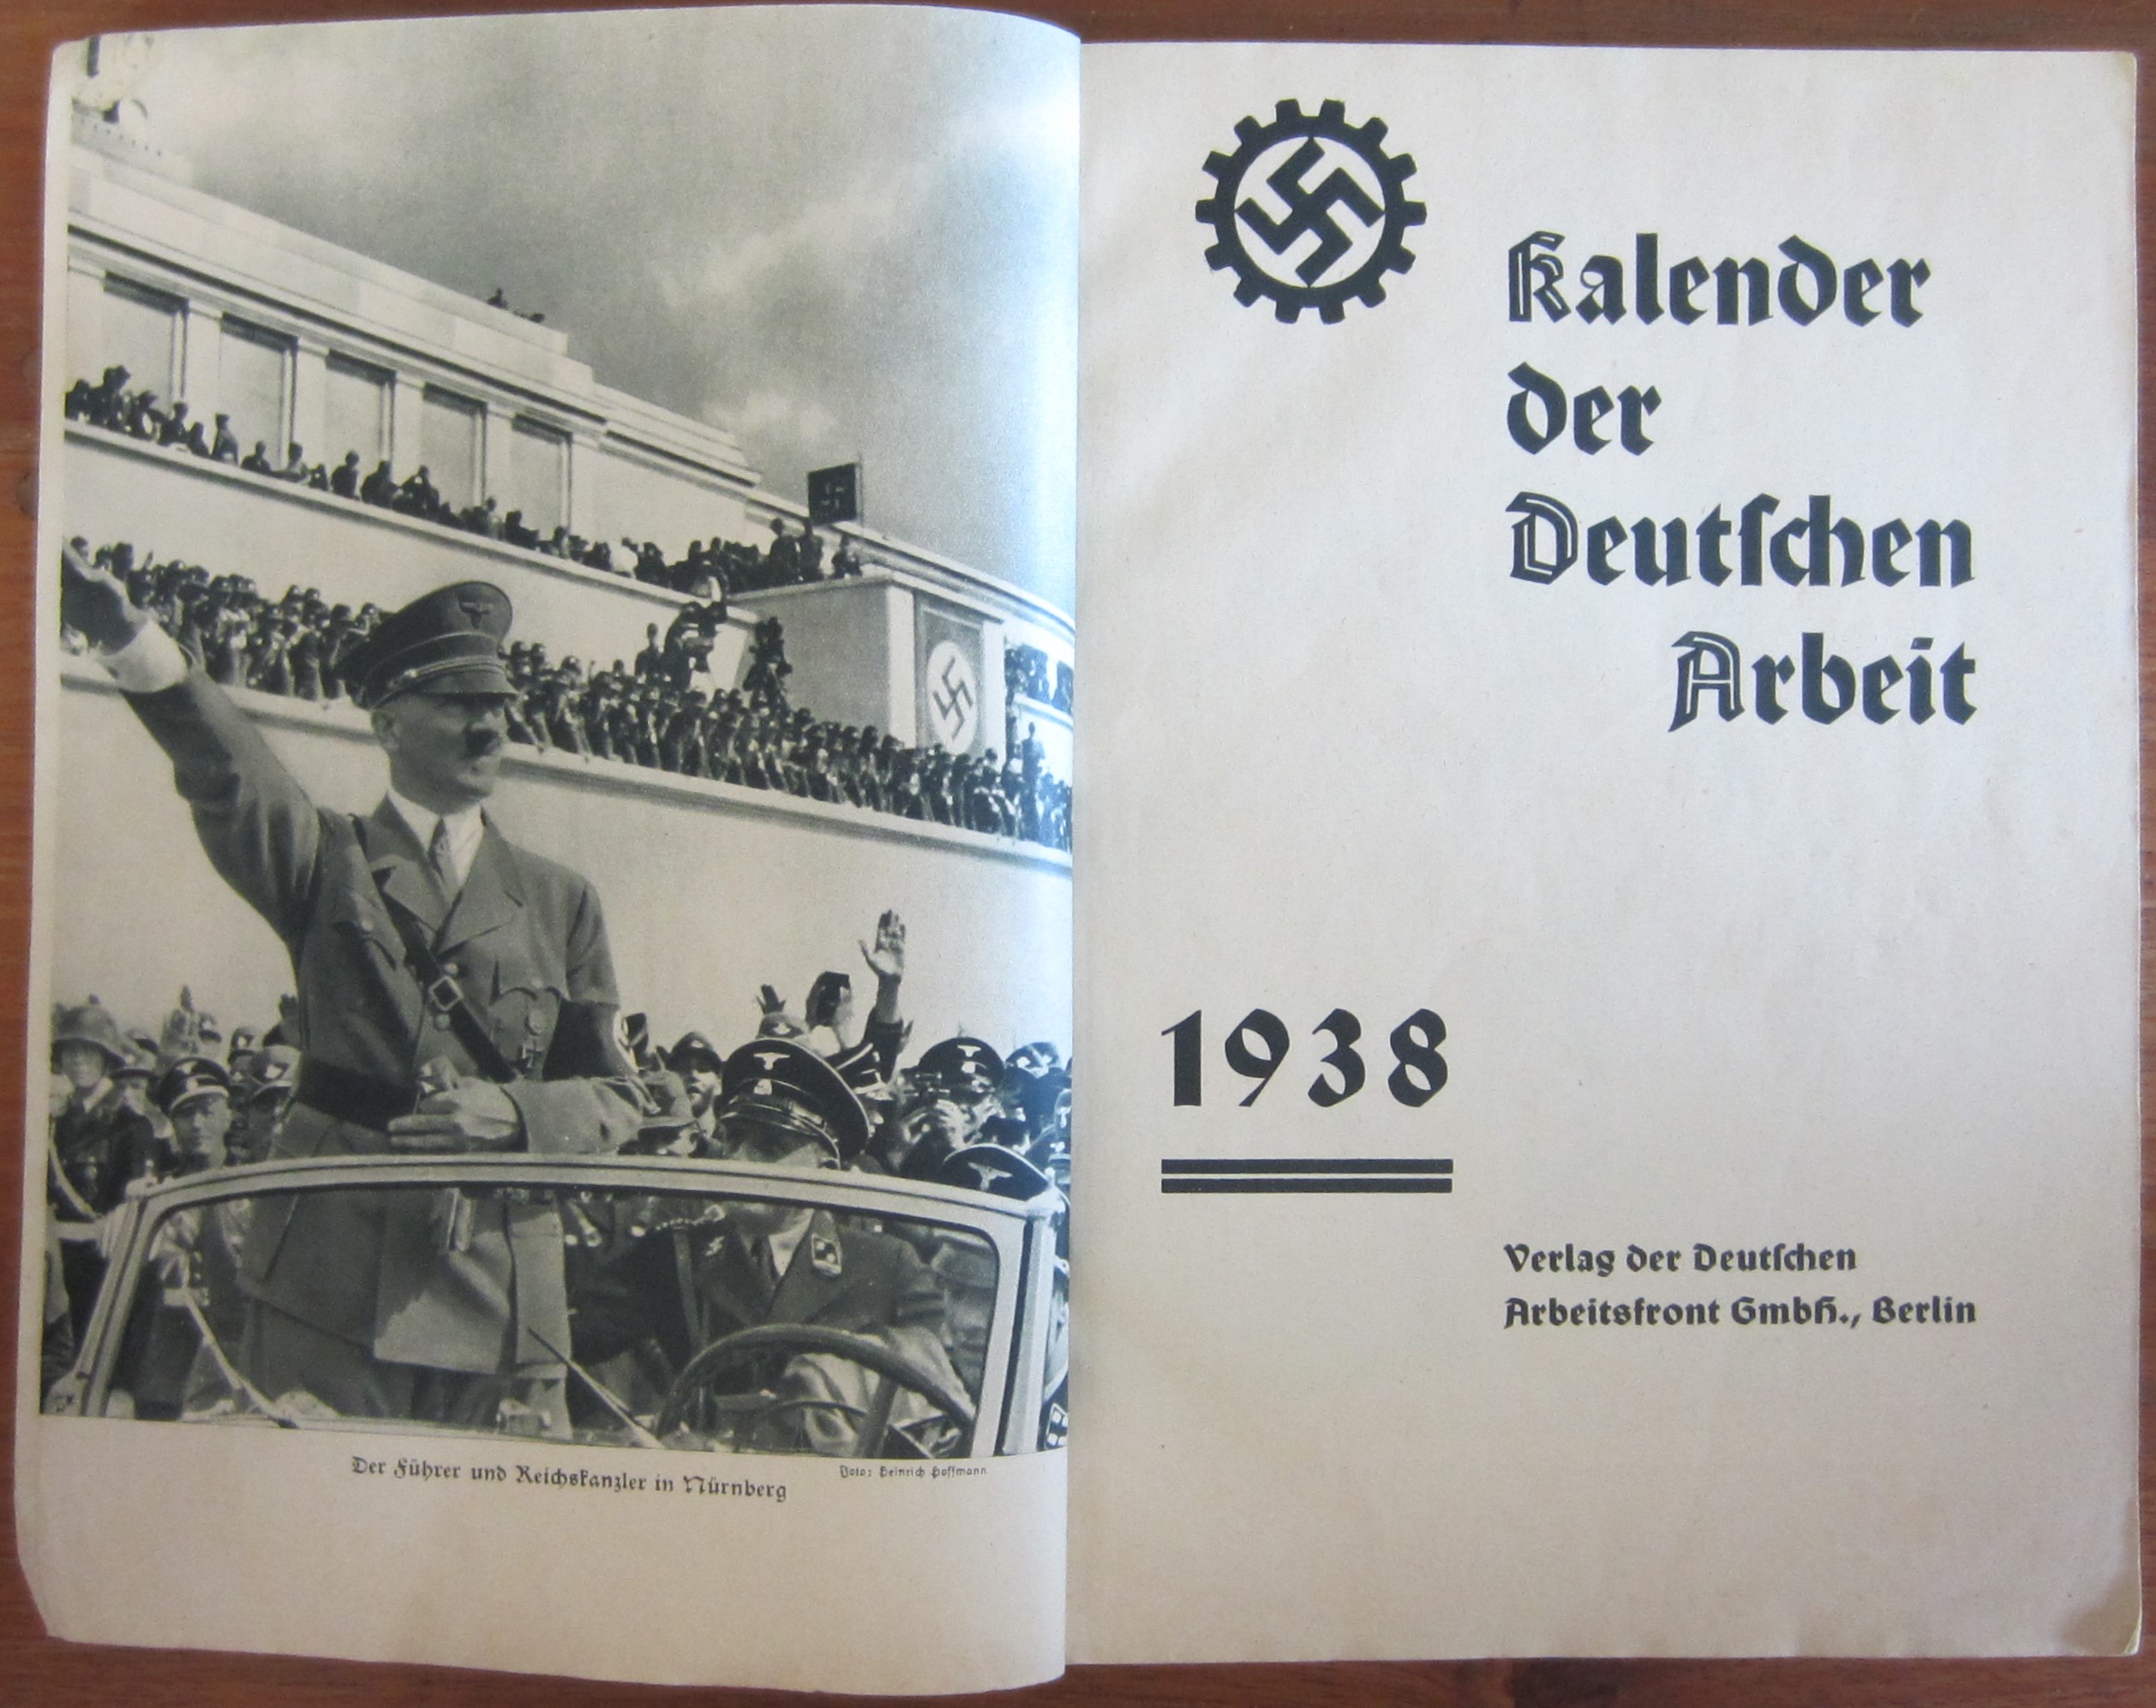 Der Führer und Reichskanzler in Nürnberg
Foto: Heinrich Hoffmann
Kalender
der
Deutſchen
Arbeit
1938
Verlag der Deutſchen
Arbeitsfront GmbH., Berlin